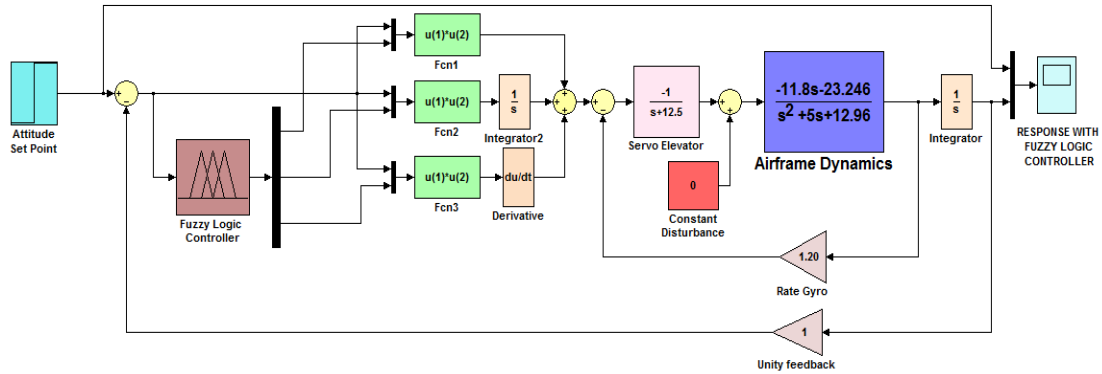 Attitude
Set Point
Fuzzy Logic
Controller
u(1)*u(2)
Fcn1
u(1)*u(2)
Fcn2
u(1)*u(2)
Fcn3
1
s
Integrator2
du/dt
Derivative
-1
s+12.5
Servo Elevator
0
Constant
Disturbance
-11.8s-23.246
s2 +5s+12.96
Airframe Dynamics
1
s
Integrator
RESPONSE WITH
FUZZY LOGIC
CONTROLLER
1.20
Rate Gyro
1
Unity feedback